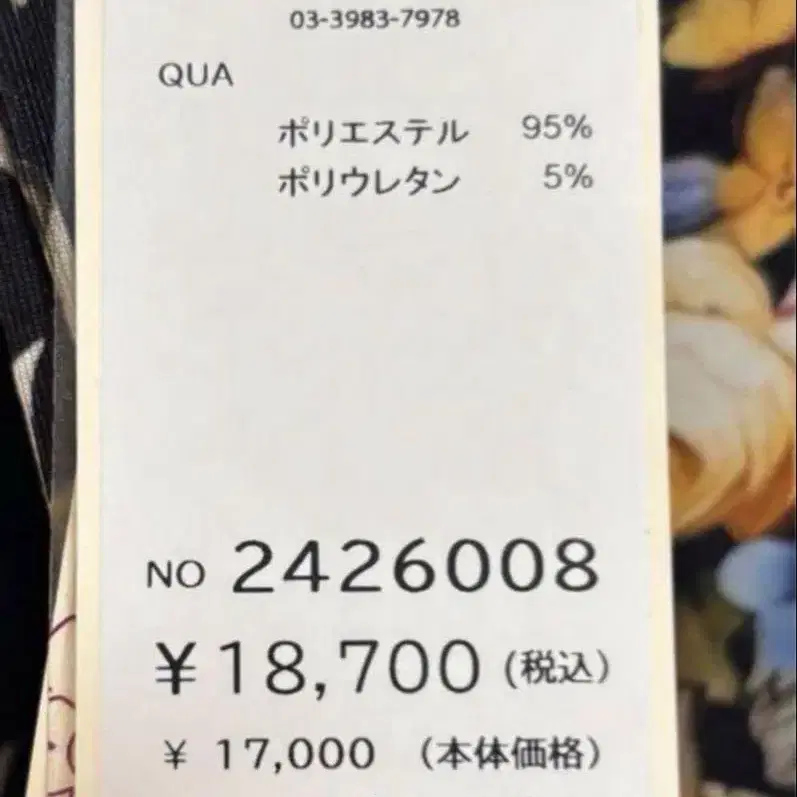 03-3983-7978
QUA
ポリエステル 95%
ポリウレタン 5%
NO 2426008
¥18,700 (税込)
¥ 17,000 (本体価格)